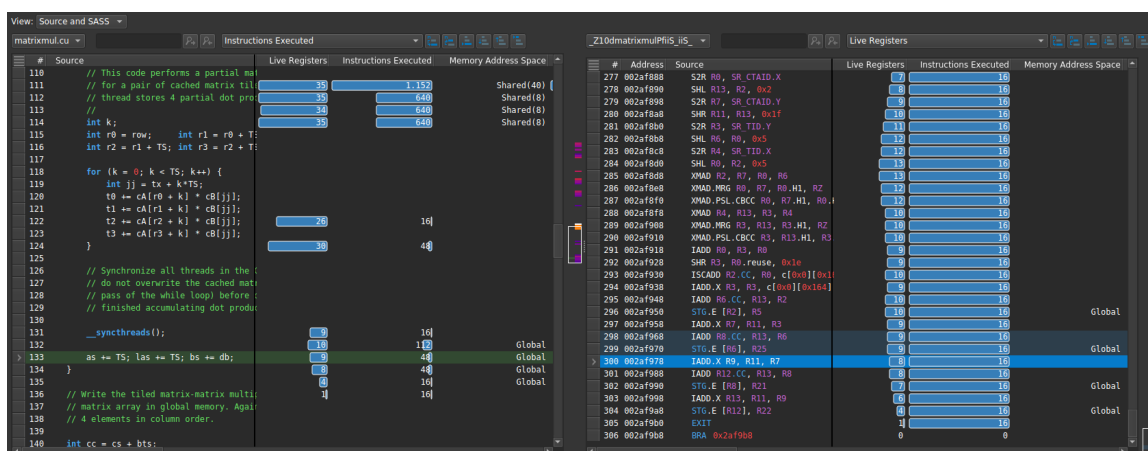 View: Source and SASS
matrixmul.cu Instructions Executed
# Source Live Registers Instructions Executed Memory Address Space
110 // This code performs a partial mat
111 // for a pair of cached matrix til 35 1.152 Shared(40)
112 // thread stores 4 partial dot pro 35 640 Shared(8)
113 // 34 640 Shared(8)
114 int k; 35 640 Shared(8)
115 int r0 = row; int r1 = r0 + TS
116 int r2 = r1 + TS; int r3 = r2 + TS
117
118 for (k = 0; k < TS; k++) {
119 int jj = tx + k*TS;
120 t0 += cA[r0 + k] * cB[jj];
121 t1 += cA[r1 + k] * cB[jj];
122 t2 += cA[r2 + k] * cB[jj]; 26 16
123 t3 += cA[r3 + k] * cB[jj];
124 } 30 48
125
126 // Synchronize all threads in the
127 // do not overwrite the cached mat
128 // pass of the while loop) before
129 // finished accumulating dot produ
130
131 __syncthreads(); 9 16
132 10 112 Global
133 as += TS; las += TS; bs += db; 9 48 Global
134 } 8 48 Global
135 4 16 Global
136 // Write the tiled matrix-matrix multip 1 16
137 // matrix array in global memory. Agai
138 // 4 elements in column order.
139
140 int cc = cs + bts;
_Z10dmatrixmulPfiiS_iiS_ Live Registers
# Address Source Live Registers Instructions Executed Memory Address Space
277 002af888 S2R R0, SR_CTAID.X 7 16
278 002af890 SHL R13, R2, 0x2 8 16
279 002af898 S2R R7, SR_CTAID.Y 9 16
280 002af8a8 SHR R11, R13, 0x1f 10 16
281 002af8b0 S2R R3, SR_TID.Y 11 16
282 002af8b8 SHL R6, R0, 0x5 12 16
283 002af8c8 S2R R4, SR_TID.X 12 16
284 002af8d0 SHL R0, R2, 0x5 13 16
285 002af8d8 XMAD R2, R7, R0, R6 13 16
286 002af8e8 XMAD.MRG R0, R7, R0.H1, RZ 12 16
287 002af8f0 XMAD.PSL.CBCC R0, R7.H1, R0. 12 16
288 002af8f8 XMAD R4, R13, R3, R4 10 16
289 002af908 XMAD.MRG R3, R13, R3.H1, RZ 10 16
290 002af910 XMAD.PSL.CBCC R3, R13.H1, R3 10 16
291 002af918 IADD R0, R3, R0 9 16
292 002af928 SHR R3, R0.reuse, 0x1e 9 16
293 002af930 ISCADD R2.CC, R0, c[0x0][0x1 10 16
294 002af938 IADD.X R3, R3, c[0x0][0x164] 10 16
295 002af948 IADD R6.CC, R13, R2 10 16
296 002af950 STG.E [R2], R5 10 16 Global
297 002af958 IADD.X R7, R11, R3 9 16
298 002af968 IADD R8.CC, R13, R6 9 16
299 002af970 STG.E [R6], R25 9 16 Global
300 002af978 IADD.X R9, R11, R7 8 16
301 002af988 IADD R12.CC, R13, R8 8 16
302 002af990 STG.E [R8], R21 7 16 Global
303 002af998 IADD.X R13, R11, R9 6 16
304 002af9a8 STG.E [R12], R22 4 16 Global
305 002af9b0 EXIT 1 16
306 002af9b8 BRA 0x2af9b8 0 0